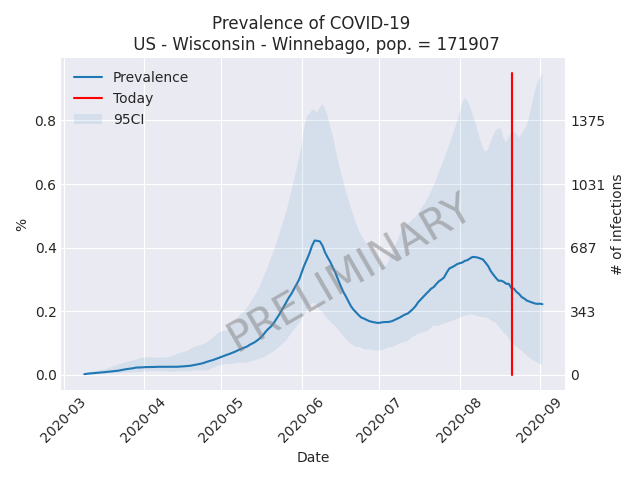 Prevalence of COVID-19
US - Wisconsin - Winnebago, pop. = 171907
Prevalence
Today
95CI
0.8
0.6
0.4
0.2
0.0
%
1375
1031
687
343
0
# of infections
PRELIMINARY
2020-03
2020-04
2020-05
2020-06
2020-07
2020-08
2020-09
Date